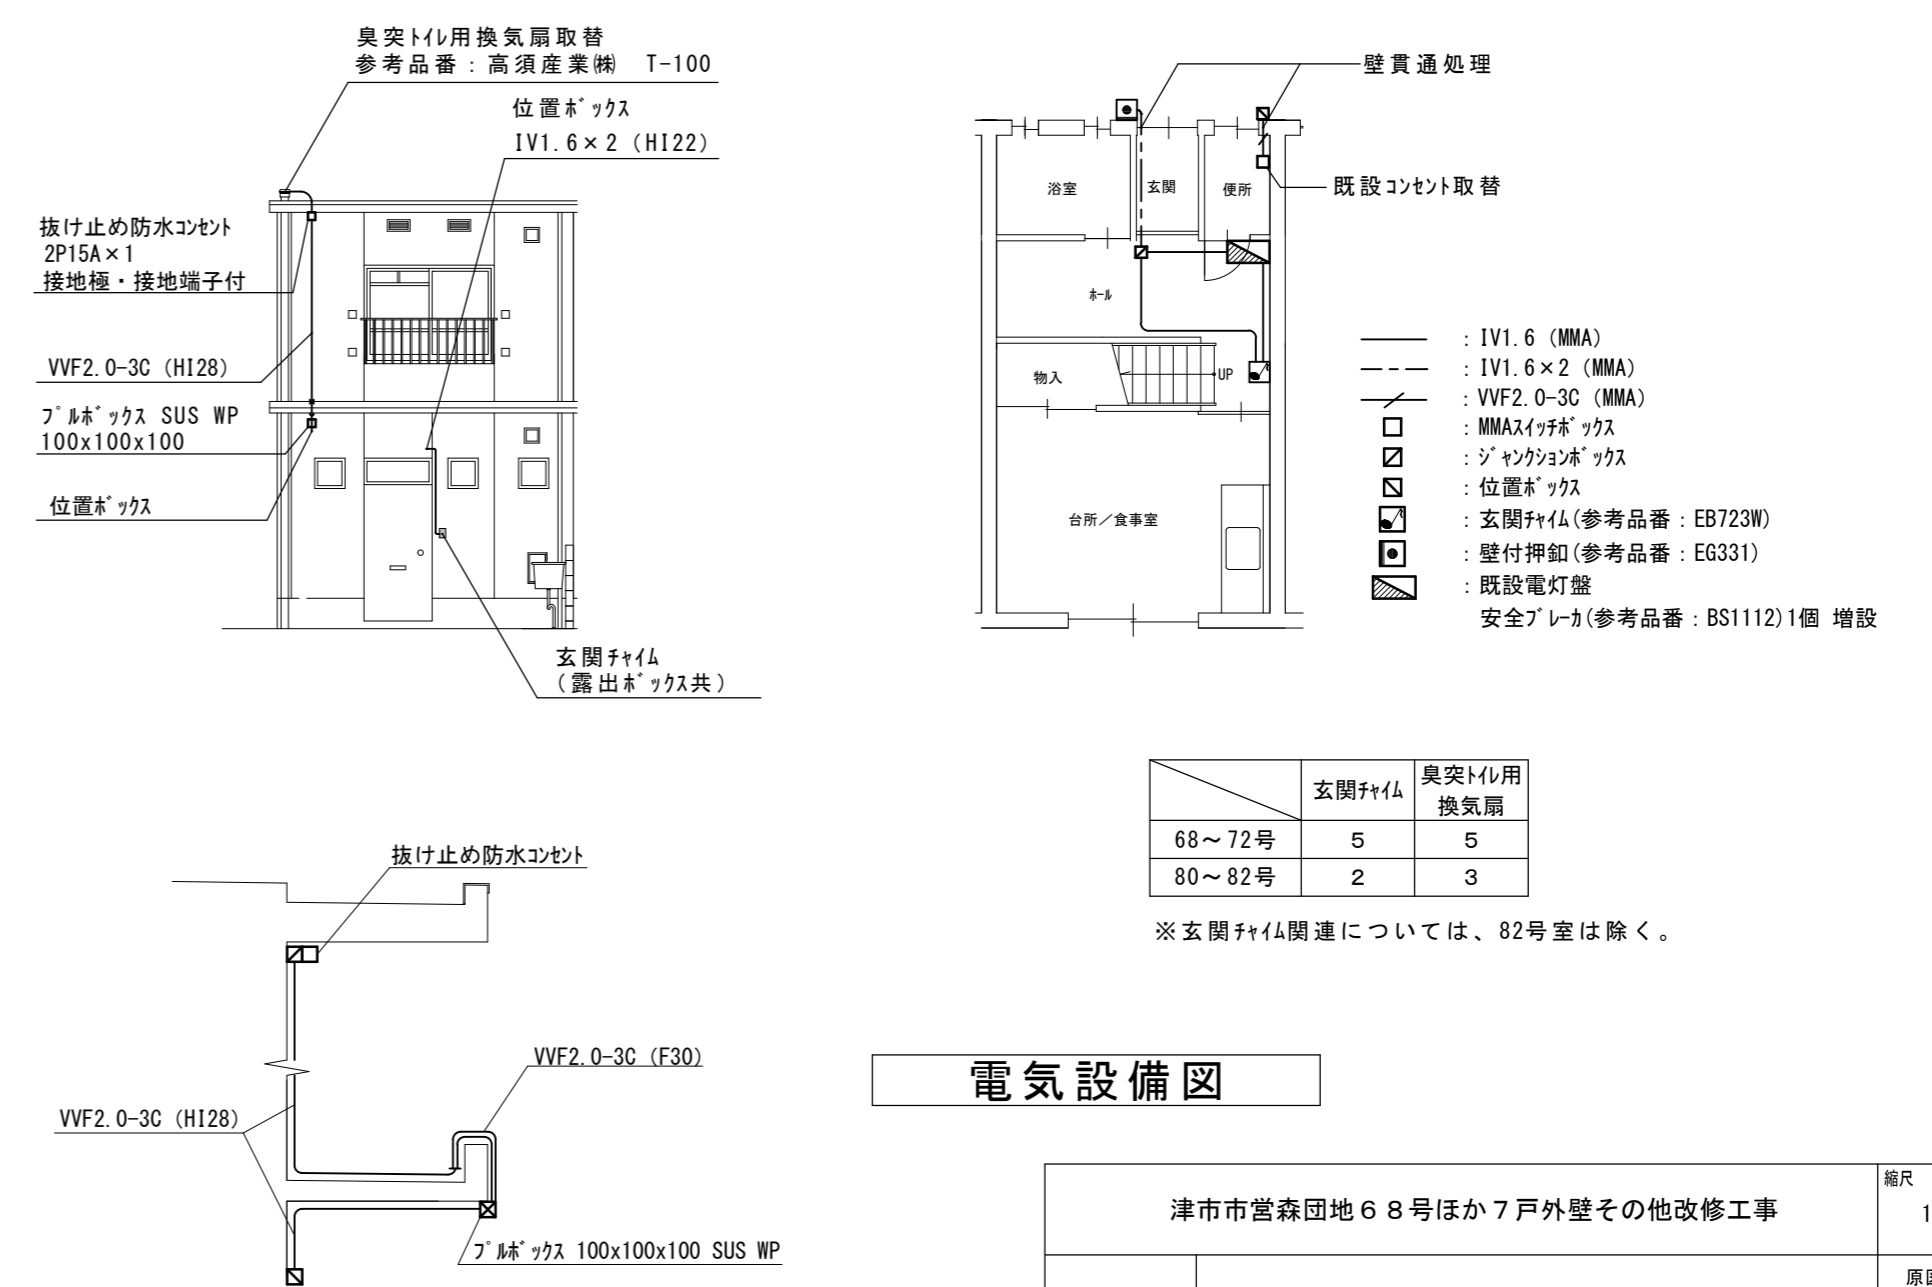 臭突トイレ用換気扇取替
参考品番：高須産業㈱　T-100
位置ボックス
IV1.6×2 (HI22)
抜け止め防水コンセント
2P15A×1
接地極・接地端子付
VVF2.0-3C (HI28)
プルボックス SUS WP
100x100x100
位置ボックス
玄関チャイム
（露出ボックス共）
壁貫通処理
既設コンセント取替
浴室
玄関
便所
ホール
物入
UP
台所／食事室
：IV1.6 (MMA)
：IV1.6×2 (MMA)
：VVF2.0-3C (MMA)
：MMAスイッチボックス
：ジャンクションボックス
：位置ボックス
：玄関チャイム(参考品番：EB723W)
：壁付押釦(参考品番：EG331)
：既設電灯盤
安全ブレーカ(参考品番：BS1112)1個 増設
玄関チャイム 臭突トイレ用
換気扇
68～72号 5 5
80～82号 2 3
※玄関チャイム関連については、82号室は除く。
抜け止め防水コンセント
VVF2.0-3C (F30)
VVF2.0-3C (HI28)
プルボックス 100x100x100 SUS WP
電気設備図
津市市営森団地６８号ほか７戸外壁その他改修工事
縮尺
1